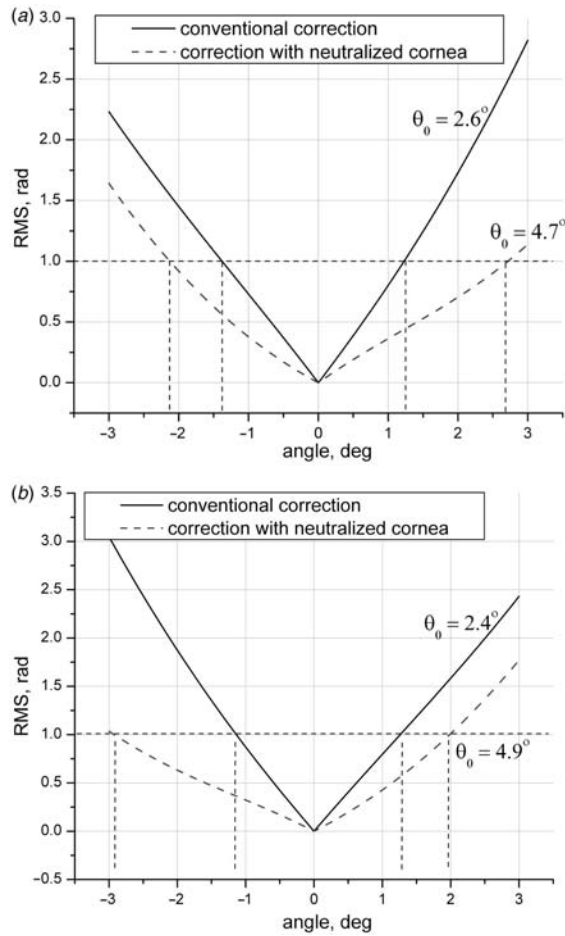 (a)
3.0
conventional correction
correction with neutralized cornea
2.5
θ0 = 2.6°
2.0
RMS, rad
1.5
θ0 = 4.7°
1.0
0.5
0.0
−3 −2 −1 0 1 2 3
angle, deg
(b)
3.5
conventional correction
correction with neutralized cornea
3.0
2.5
θ0 = 2.4°
2.0
RMS, rad
1.5
1.0
θ0 = 4.9°
0.5
0.0
−0.5
−3 −2 −1 0 1 2 3
angle, deg